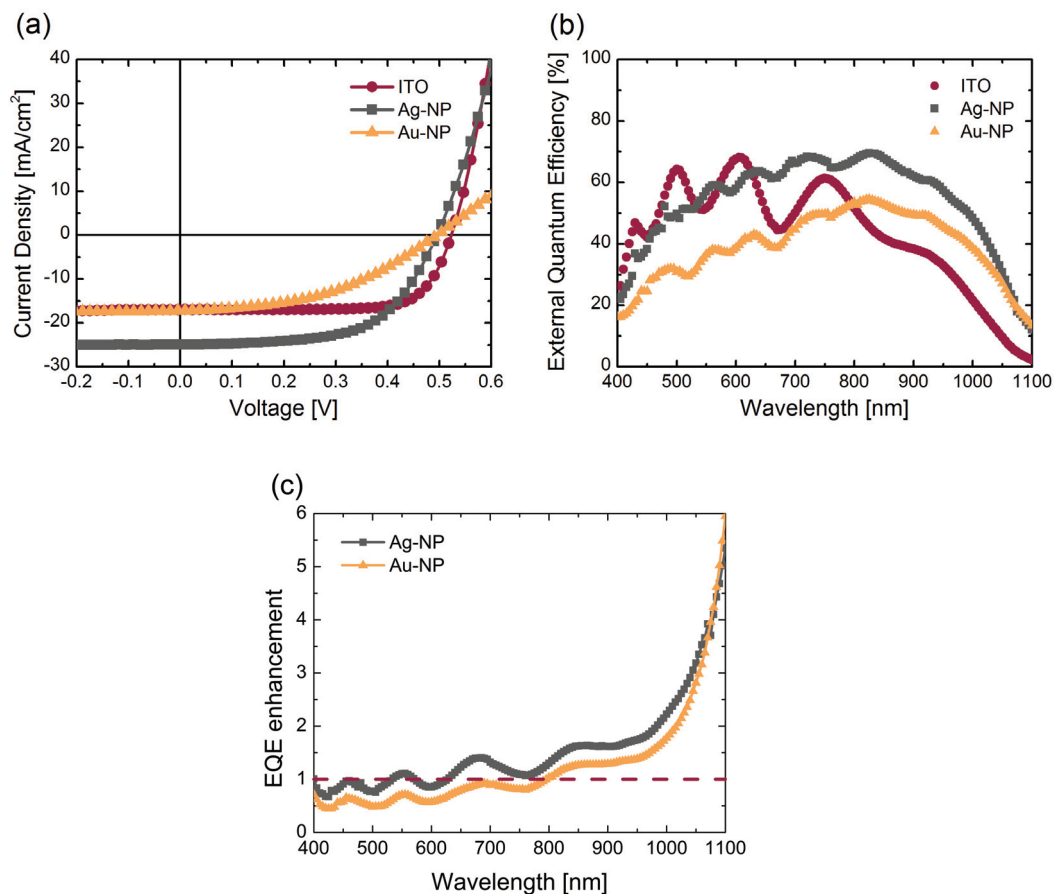 (a)
Current Density [mA/cm²]
40
30
20
10
0
-10
-20
-30
-0.2 -0.1 0.0 0.1 0.2 0.3 0.4 0.5 0.6
Voltage [V]
ITO
Ag-NP
Au-NP
(b)
External Quantum Efficiency [%]
100
80
60
40
20
0
400 500 600 700 800 900 1000 1100
Wavelength [nm]
ITO
Ag-NP
Au-NP
(c)
EQE enhancement
6
5
4
3
2
1
0
400 500 600 700 800 900 1000 1100
Wavelength [nm]
Ag-NP
Au-NP